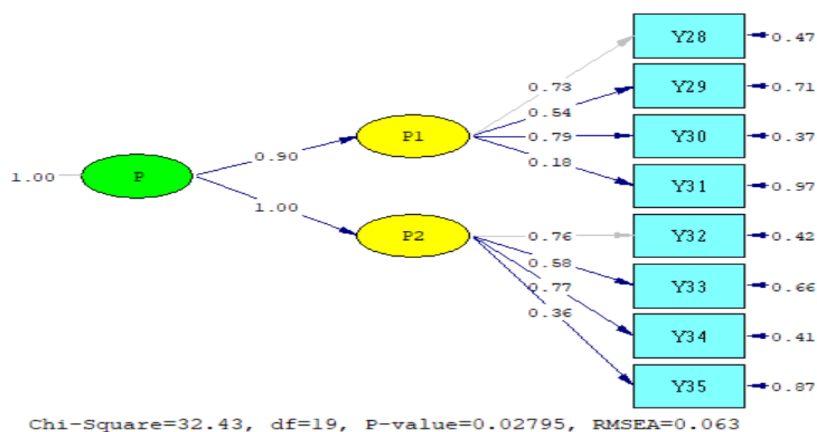 Y28
0.47
Y29
0.71
0.73
0.54
P1
0.79
Y30
0.37
0.90
0.18
1.00
P
Y31
0.97
1.00
P2
0.76
Y32
0.42
0.58
Y33
0.66
0.77
0.36
Y34
0.41
Y35
0.87
Chi-Square=32.43, df=19, P-value=0.02795, RMSEA=0.063